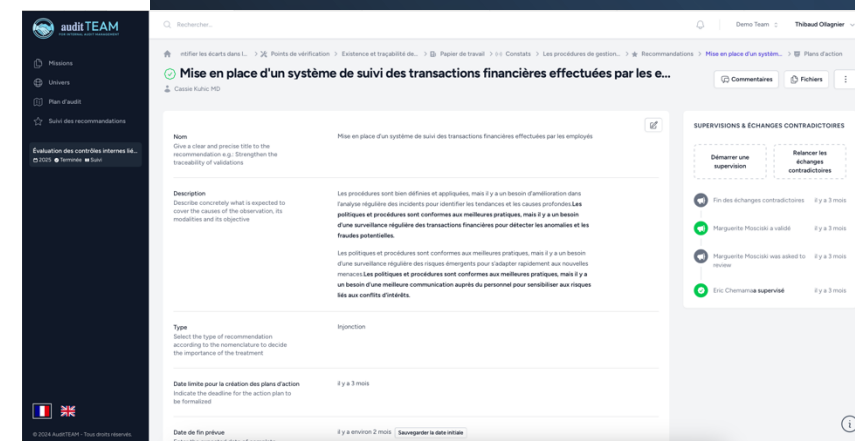 audit TEAM
FOR INTERNAL AUDIT MANAGEMENT
Missions
Univers
Plan d'audit
Suivi des recommandations
Évaluation des contrôles internes lié...
2025 Terminée Suivi
© 2024 AuditTEAM - Tous droits réservés.
Rechercher...
Demo Team
Thibaud Ollagnier
ntifier les écarts dans l... > Points de vérification > Existence et traçabilité de... > Papier de travail > Constats > Les procédures de gestion... > Recommandations > Mise en place d'un systèm... > Plans d'action
Mise en place d'un système de suivi des transactions financières effectuées par les e...
Cassie Kuhic MD
Commentaires
Fichiers
Nom
Give a clear and precise title to the
recommendation e.g.: Strengthen the
traceability of validations
Mise en place d'un système de suivi des transactions financières effectuées par les employés
Description
Describe concretely what is expected to
cover the causes of the observation, its
modalities and its objective
Les procédures sont bien définies et appliquées, mais il y a un besoin d'amélioration dans
l'analyse régulière des incidents pour identifier les tendances et les causes profondes.Les
politiques et procédures sont conformes aux meilleures pratiques, mais il y a un besoin
d'une surveillance régulière des transactions financières pour détecter les anomalies et les
fraudes potentielles.
Les politiques et procédures sont conformes aux meilleures pratiques, mais il y a un besoin
d'une surveillance régulière des risques émergents pour s'adapter rapidement aux nouvelles
menaces.Les politiques et procédures sont conformes aux meilleures pratiques, mais il y a
un besoin d'une meilleure communication auprès du personnel pour sensibiliser aux risques
liés aux conflits d'intérêts.
Type
Select the type of recommendation
according to the nomenclature to decide
the importance of the treatment
Injonction
Date limite pour la création des plans d'action
Indicate the deadline for the action plan to
be formalized
il y a 3 mois
Date de fin prévue
il y a environ 2 mois
Sauvegarder la date initiale
SUPERVISIONS & ÉCHANGES CONTRADICTOIRES
Démarrer une
supervision
Relancer les
échanges
contradictoires
Fin des échanges contradictoires il y a 3 mois
Marguerite Mosciski a validé il y a 3 mois
Marguerite Mosciski was asked to il y a 3 mois
review
Eric Chemama a supervisé il y a 3 mois